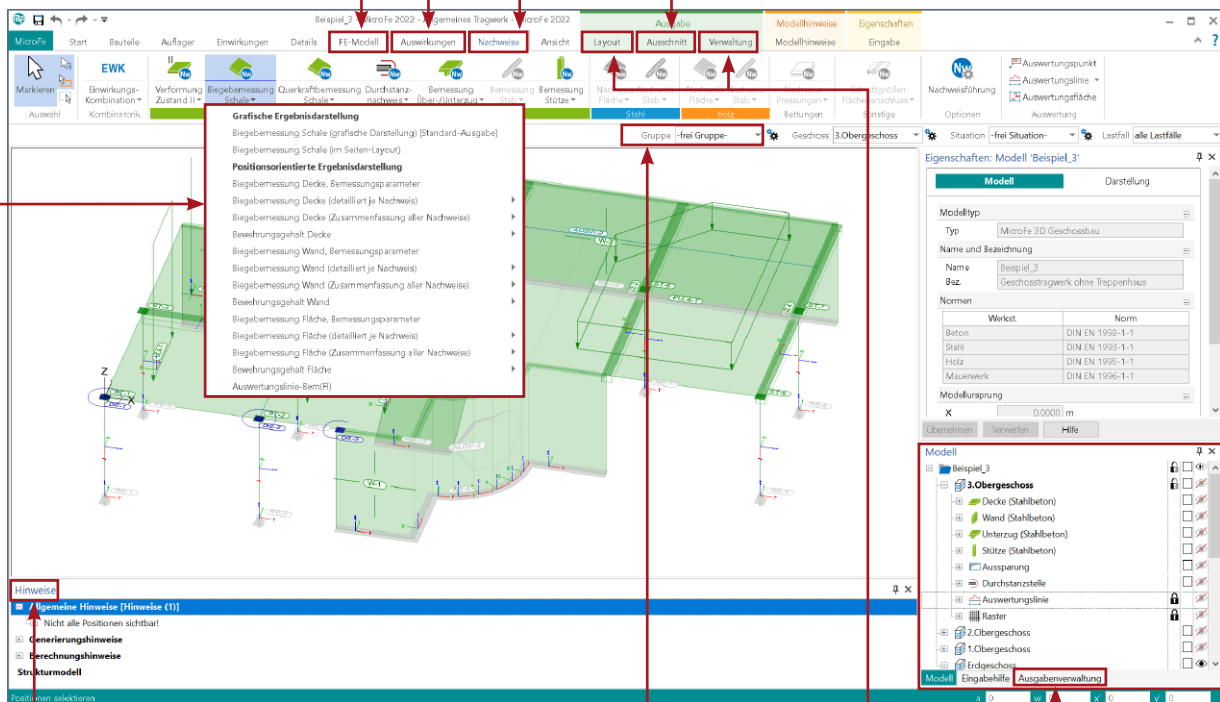 Beispiel_3 - MicroFe 2022 - Allgemeines Tragwerk - MicroFe 2022
Ausgabe
Modellhinweise
Eigenschaften
MicroFe
Start
Bauteile
Auflager
Einwirkungen
Details
FE-Modell
Auswirkungen
Nachweise
Ansicht
Layout
Ausschnitt
Verwaltung
Modellhinweise
Eingabe
Markieren
EWK
Einwirkungs-
Kombination
Verformung
Zustand II
Biegebemessung
Schale
Querkraftbemessung
Schale
Durchstanz-
nachweis
Bemessung
Über-/Unterzug
Bemessung
Stab
Bemessung
Stütze
Fläche
Stab
Fläche
Stab
Pressungen
Flächenanschluss
Nachweisführung
Auswertungspunkt
Auswertungslinie
Auswertungsfläche
Auswahl
Kombinatorik
Stahl
Holz
Bettungen
Sonstige
Optionen
Auswertung
Gruppe
-frei Gruppe-
Geschoss
3.Obergeschoss
Situation
-frei Situation-
Lastfall
alle Lastfälle
Grafische Ergebnisdarstellung
Biegebemessung Schale (grafische Darstellung) [Standard-Ausgabe]
Biegebemessung Schale (im Seiten-Layout)
Positionsorientierte Ergebnisdarstellung
Biegebemessung Decke, Bemessungsparameter
Biegebemessung Decke (detailliert je Nachweis)
Biegebemessung Decke (Zusammenfassung aller Nachweise)
Bewehrungsgehalt Decke
Biegebemessung Wand, Bemessungsparameter
Biegebemessung Wand (detailliert je Nachweis)
Biegebemessung Wand (Zusammenfassung aller Nachweise)
Bewehrungsgehalt Wand
Biegebemessung Fläche, Bemessungsparameter
Biegebemessung Fläche (detailliert je Nachweis)
Biegebemessung Fläche (Zusammenfassung aller Nachweise)
Bewehrungsgehalt Fläche
Auswertungslinie-Bem(Fl)
Z
X
W-1
Eigenschaften: Modell 'Beispiel_3'
Modell
Darstellung
Modelltyp
Typ
MicroFe 3D Geschossbau
Name und Bezeichnung
Name
Beispiel_3
Bez.
Geschosstragwerk ohne Treppenhaus
Normen
Werkst.
Norm
Beton
DIN EN 1992-1-1
Stahl
DIN EN 1993-1-1
Holz
DIN EN 1995-1-1
Mauerwerk
DIN EN 1996-1-1
Modellursprung
X
0.0000 m
Übernehmen
Verwerfen
Hilfe
Modell
Beispiel_3
3.Obergeschoss
Decke (Stahlbeton)
Wand (Stahlbeton)
Unterzug (Stahlbeton)
Stütze (Stahlbeton)
Aussparung
Durchstanzstelle
Auswertungslinie
Raster
2.Obergeschoss
1.Obergeschoss
Erdgeschoss
Modell
Eingabehilfe
Ausgabenverwaltung
Hinweise
Allgemeine Hinweise [Hinweise (1)]
Nicht alle Positionen sichtbar!
Generierungshinweise
Berechnungshinweise
Strukturmodell
Positionen selektieren
a 0
w 0
x' 0
y' 0